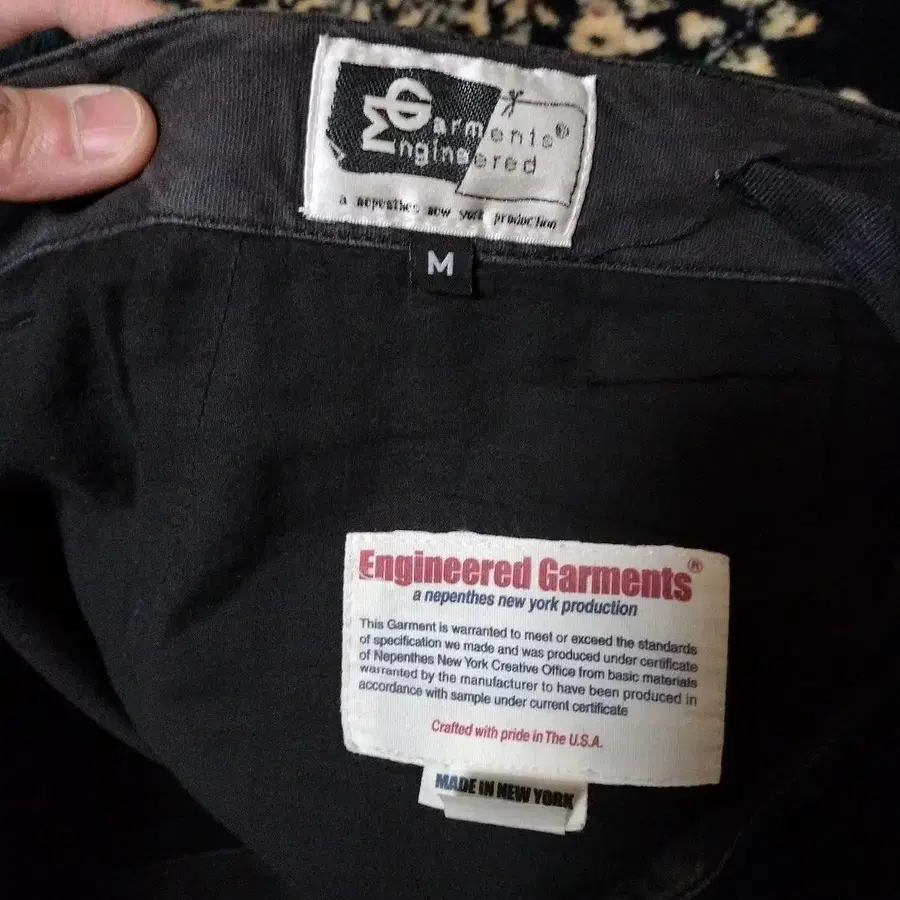 Garments®
Engineered
a nepenthes new york production
M
Engineered Garments®
a nepenthes new york production
This Garment is warranted to meet or exceed the standards
of specification we made and was produced under certificate
of Nepenthes New York Creative Office from basic materials
warranted by the manufacturer to have been produced in
accordance with sample under current certificate
Crafted with pride in The U.S.A.
MADE IN NEW YORK